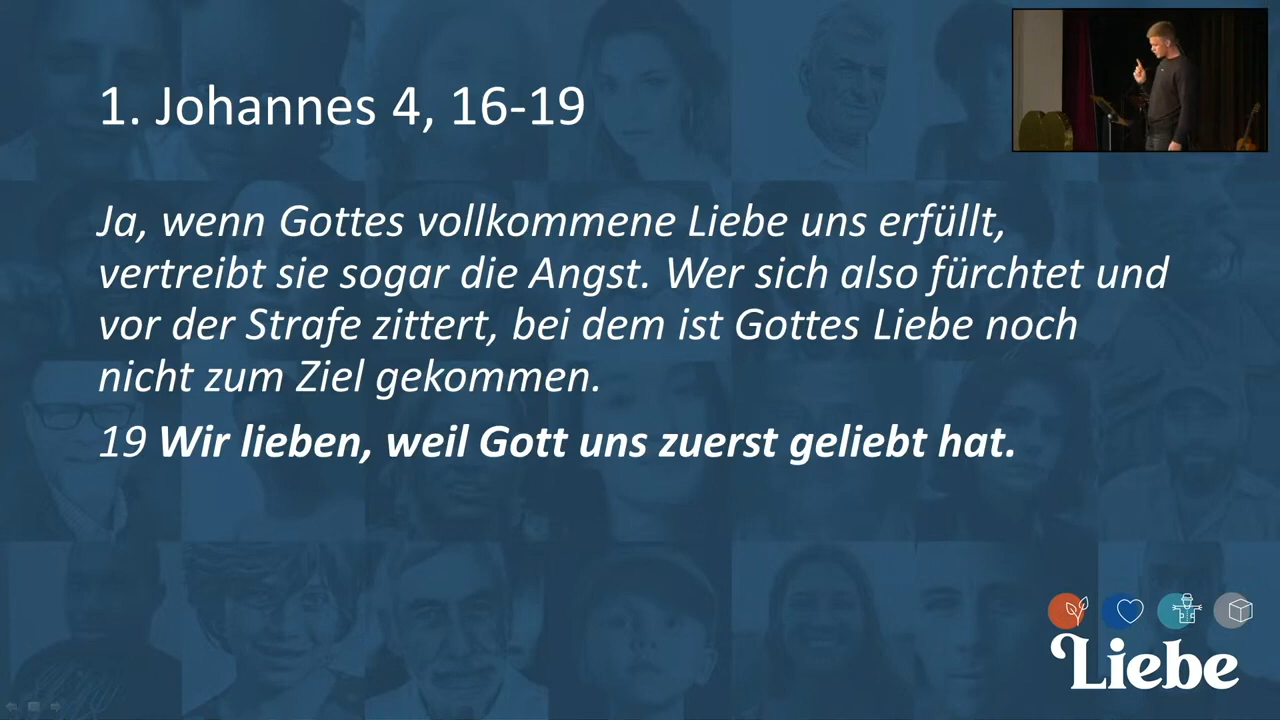 1. Johannes 4, 16-19
Ja, wenn Gottes vollkommene Liebe uns erfüllt,
vertreibt sie sogar die Angst. Wer sich also fürchtet und
vor der Strafe zittert, bei dem ist Gottes Liebe noch
nicht zum Ziel gekommen.
19 Wir lieben, weil Gott uns zuerst geliebt hat.
Liebe